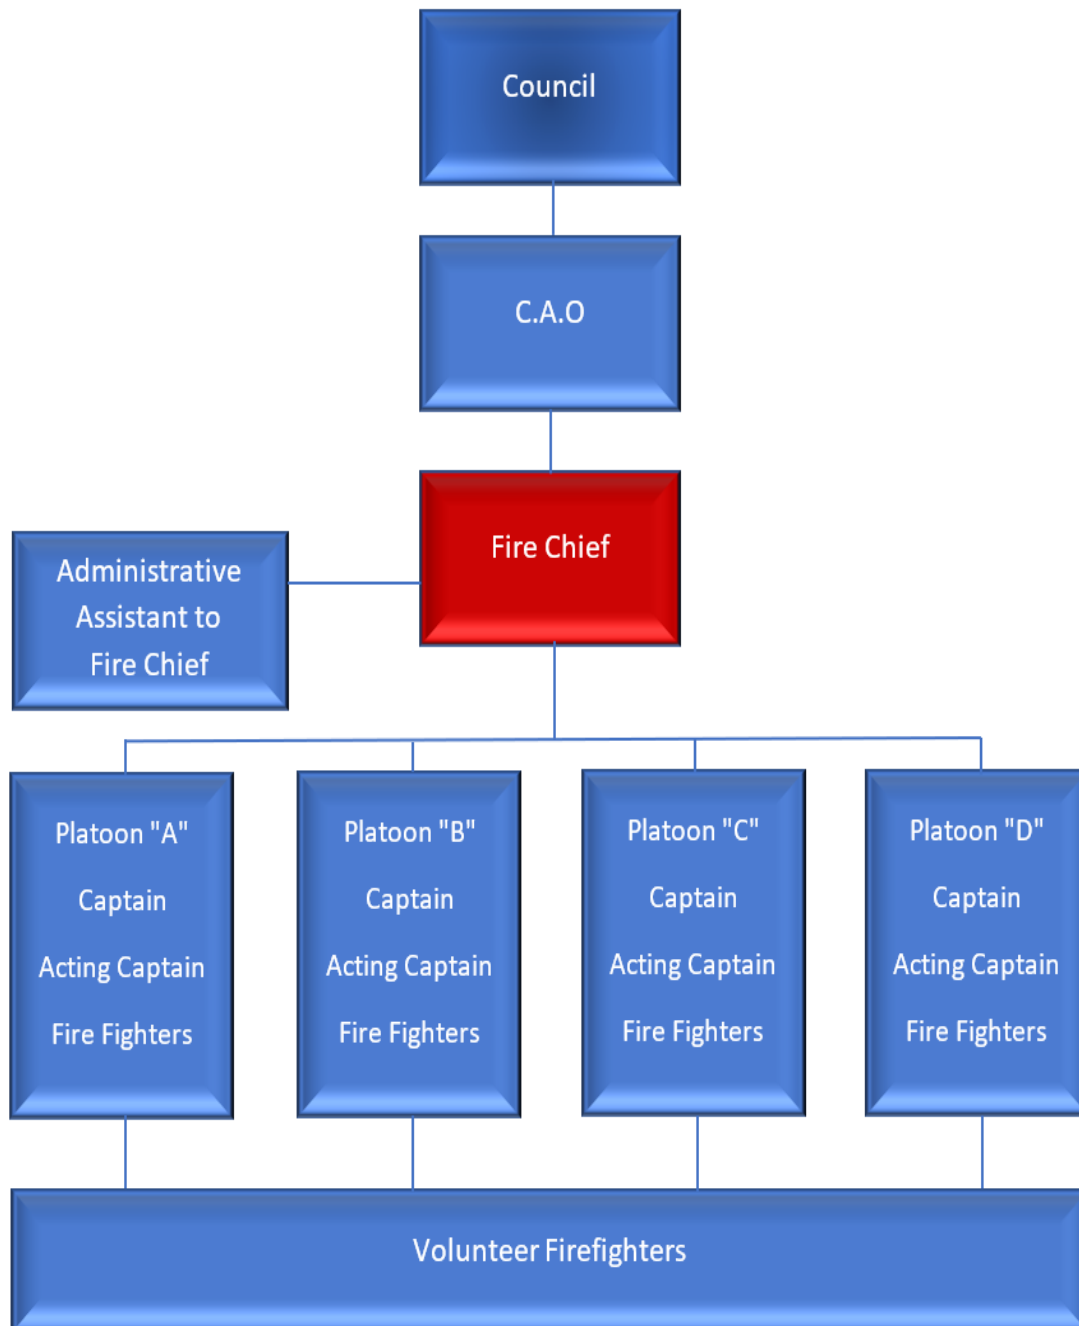 Council
C.A.O
Fire Chief
Administrative
Assistant to
Fire Chief
Platoon "A"
Captain
Acting Captain
Fire Fighters
Platoon "B"
Captain
Acting Captain
Fire Fighters
Platoon "C"
Captain
Acting Captain
Fire Fighters
Platoon "D"
Captain
Acting Captain
Fire Fighters
Volunteer Firefighters